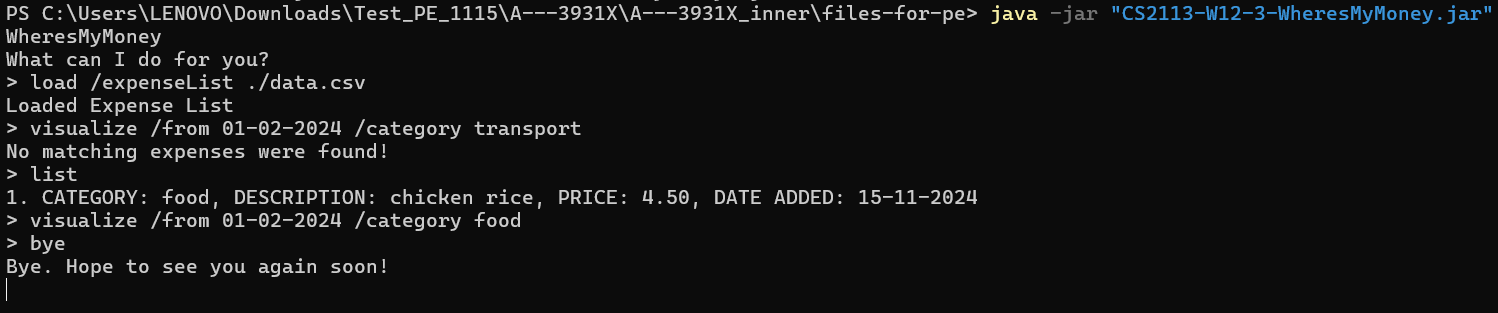 PS C:\Users\LENOVO\Downloads\Test_PE_1115\A---3931X\A---3931X_inner\files-for-pe> java -jar "CS2113-W12-3-WheresMyMoney.jar"
WheresMyMoney
What can I do for you?
> load /expenseList ./data.csv
Loaded Expense List
> visualize /from 01-02-2024 /category transport
No matching expenses were found!
> list
1. CATEGORY: food, DESCRIPTION: chicken rice, PRICE: 4.50, DATE ADDED: 15-11-2024
> visualize /from 01-02-2024 /category food
> bye
Bye. Hope to see you again soon!